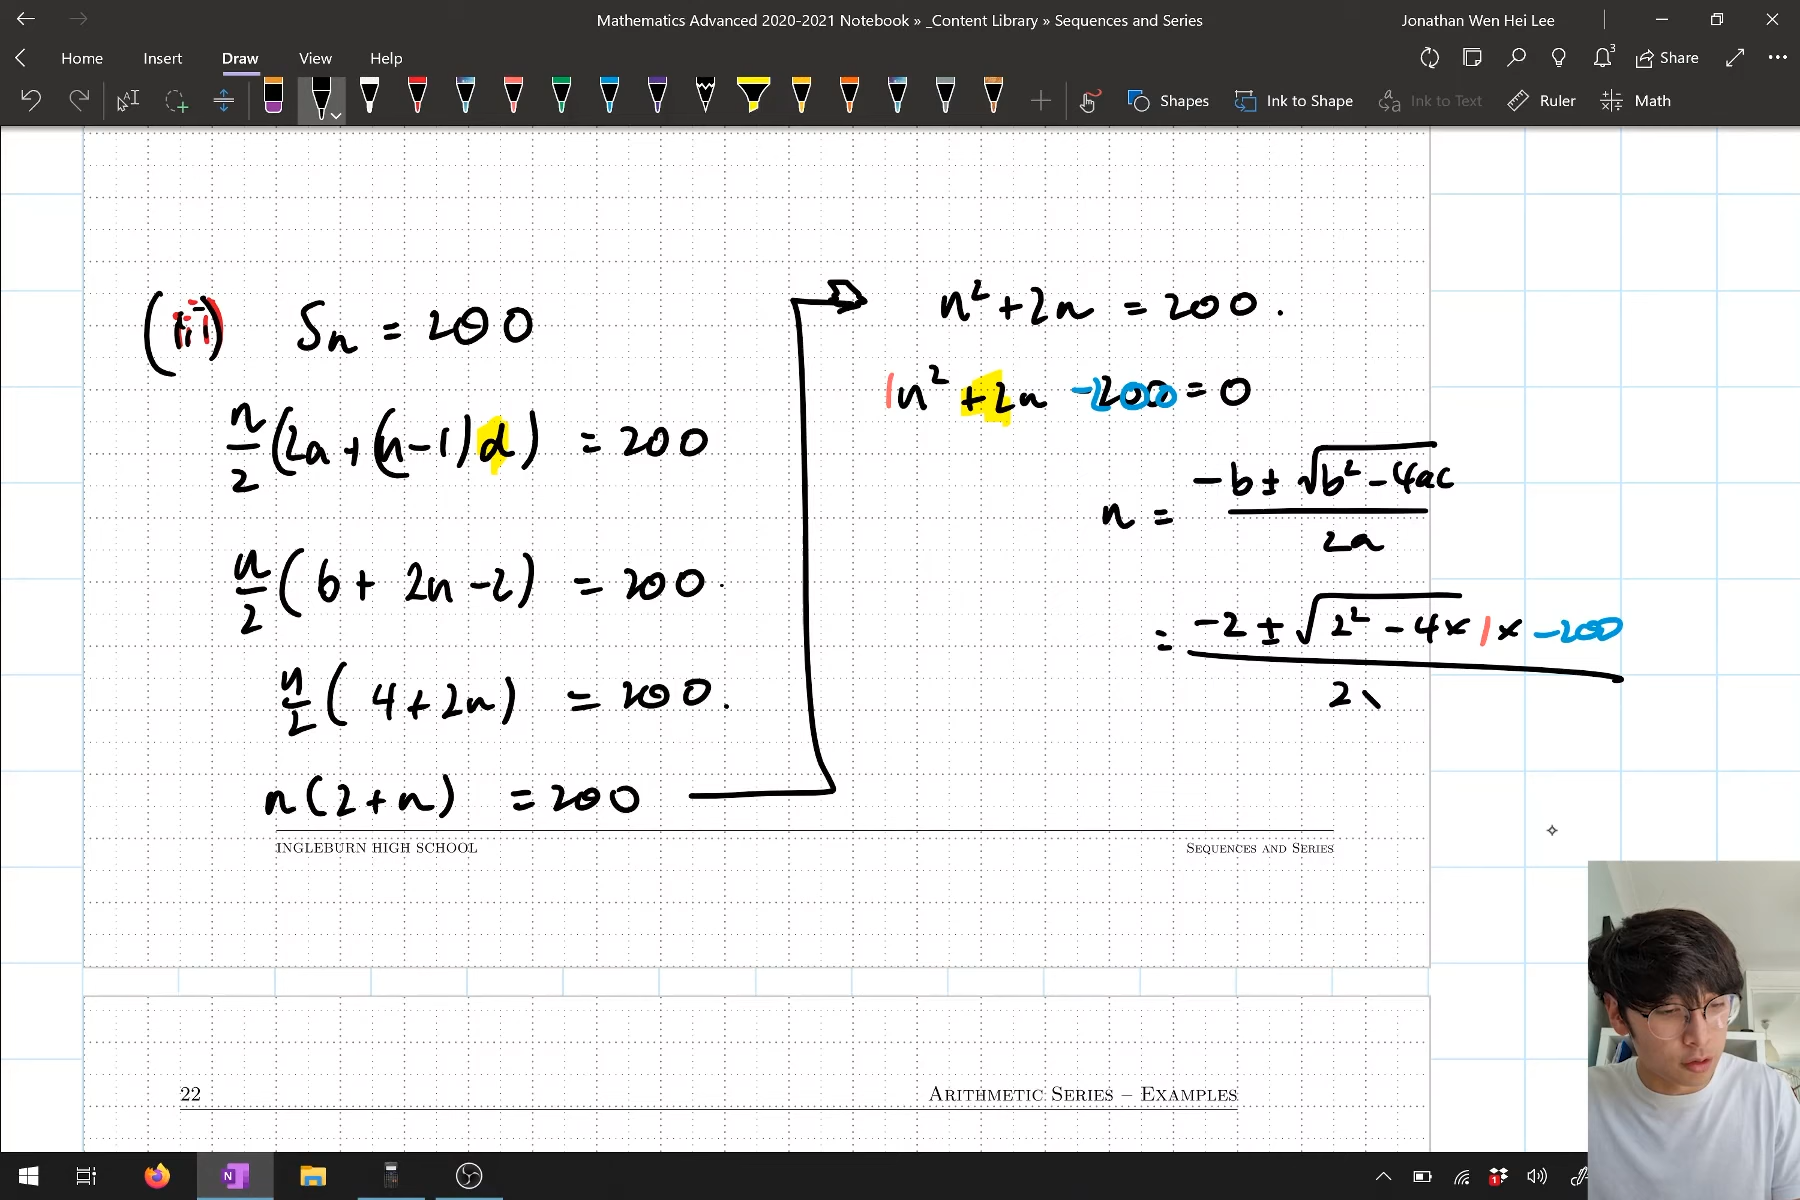 Mathematics Advanced 2020-2021 Notebook » _Content Library » Sequences and Series
Jonathan Wen Hei Lee
Home Insert Draw View Help
3
Share
Shapes Ink to Shape Ink to Text Ruler Math
(ii) Sn = 200
n/2 (2a + (n-1)d) = 200
n/2 (6 + 2n - 2) = 200.
n/2 (4 + 2n) = 200.
n(2+n) = 200
n² + 2n = 200.
1n² + 2n - 200 = 0
n = (-b ± √(b² - 4ac)) / 2a
= (-2 ± √(2² - 4 × 1 × -200)) / 2
INGLEBURN HIGH SCHOOL
SEQUENCES AND SERIES
22
ARITHMETIC SERIES – EXAMPLES
N
1